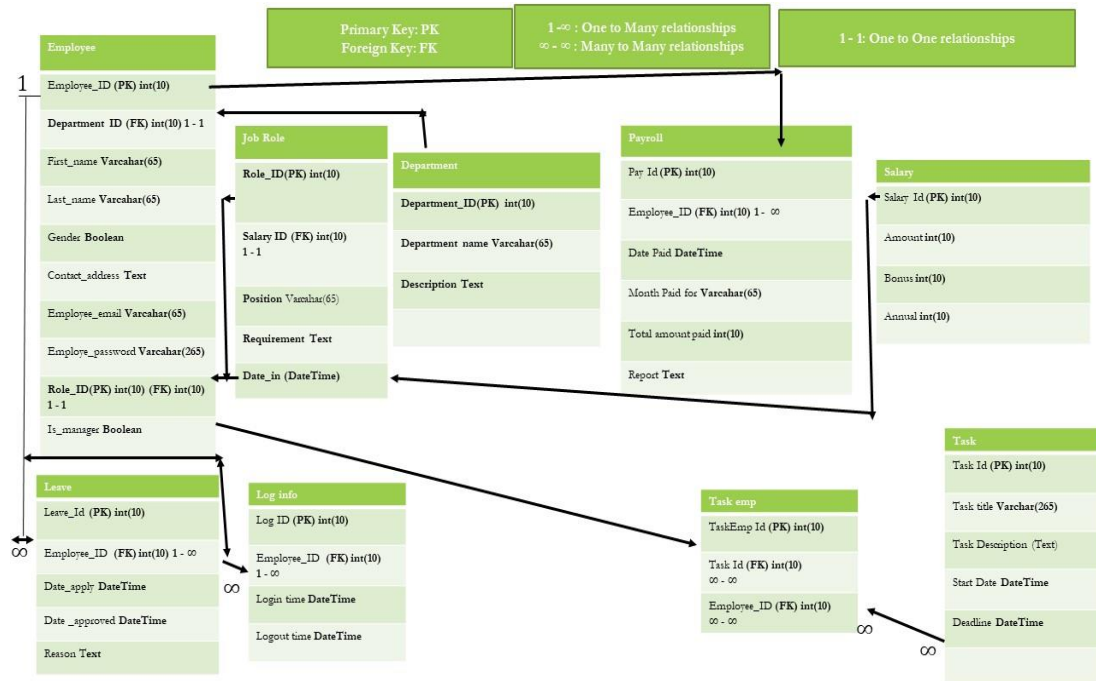 Primary Key: PK
Foreign Key: FK
1 -∞ : One to Many relationships
∞ - ∞ : Many to Many relationships
1 - 1: One to One relationships
Employee
1
Employee_ID (PK) int(10)
Department ID (FK) int(10) 1 - 1
First_name Varcahar(65)
Last_name Varcahar(65)
Gender Boolean
Contact_address Text
Employee_email Varcahar(65)
Employe_password Varcahar(265)
Role_ID(PK) int(10) (FK) int(10)
1 - 1
Is_manager Boolean
Job Role
Role_ID(PK) int(10)
Salary ID (FK) int(10)
1 - 1
Position Varcahar(65)
Requirement Text
Date_in (DateTime)
Department
Department_ID(PK) int(10)
Department name Varcahar(65)
Description Text
Payroll
Pay Id (PK) int(10)
Employee_ID (FK) int(10) 1 - ∞
Date Paid DateTime
Month Paid for Varcahar(65)
Total amount paid int(10)
Report Text
Salary
Salary Id (PK) int(10)
Amount int(10)
Bonus int(10)
Annual int(10)
Leave
Leave_Id (PK) int(10)
∞
Employee_ID (FK) int(10) 1 - ∞
Date_apply DateTime
Date _approved DateTime
Reason Text
Log info
Log ID (PK) int(10)
Employee_ID (FK) int(10)
1 - ∞
∞
Login time DateTime
Logout time DateTime
Task emp
TaskEmp Id (PK) int(10)
Task Id (FK) int(10)
∞ - ∞
Employee_ID (FK) int(10)
∞ - ∞
∞
∞
Task
Task Id (PK) int(10)
Task title Varchar(265)
Task Description (Text)
Start Date DateTime
Deadline DateTime